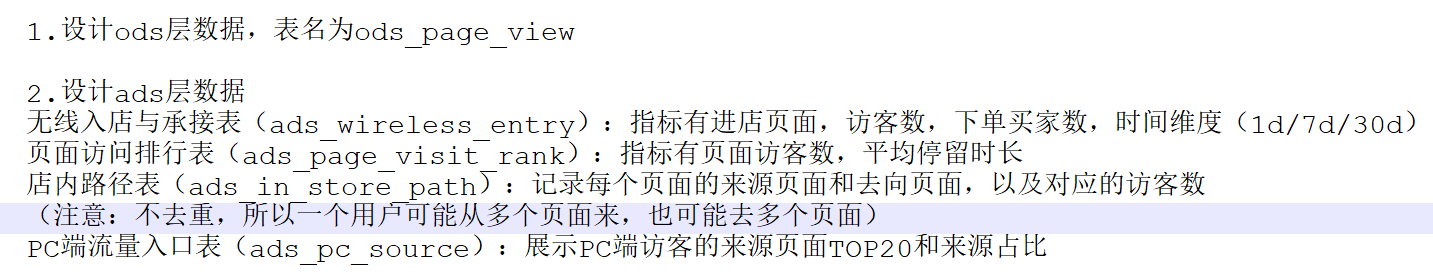 1.设计ods层数据，表名为ods_page_view
2.设计ads层数据
无线入店与承接表（ads_wireless_entry）：指标有进店页面，访客数，下单买家数，时间维度（1d/7d/30d）
页面访问排行表（ads_page_visit_rank）：指标有页面访客数，平均停留时长
店内路径表（ads_in_store_path）：记录每个页面的来源页面和去向页面，以及对应的访客数
（注意：不去重，所以一个用户可能从多个页面来，也可能去多个页面）
PC端流量入口表（ads_pc_source）：展示PC端访客的来源页面TOP20和来源占比